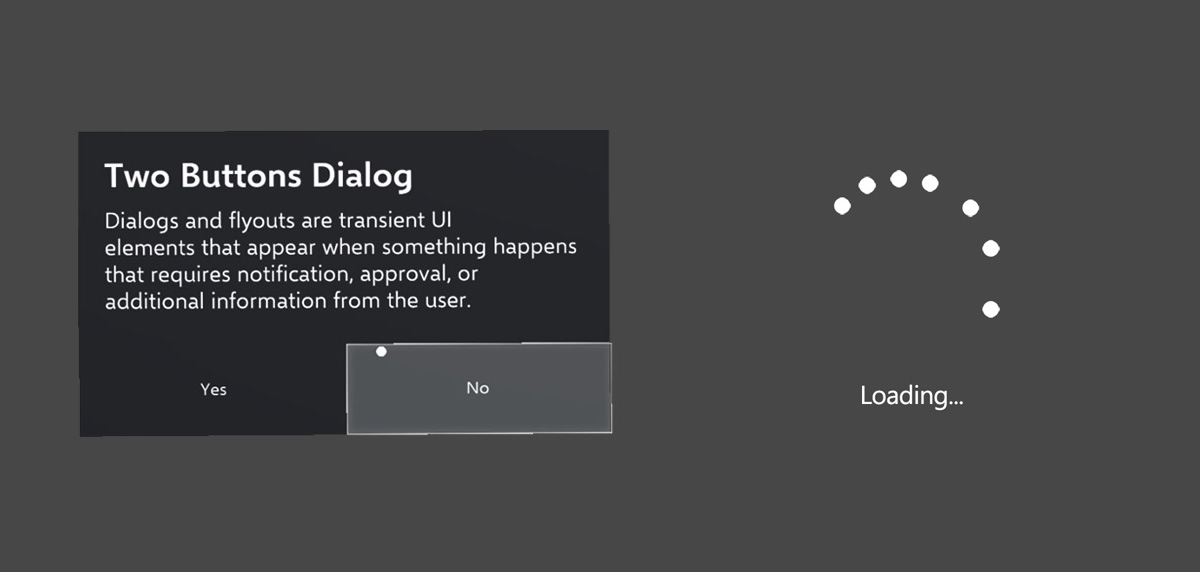 Two Buttons Dialog
Dialogs and flyouts are transient UI
elements that appear when something happens
that requires notification, approval, or
additional information from the user.
Yes
No
Loading...